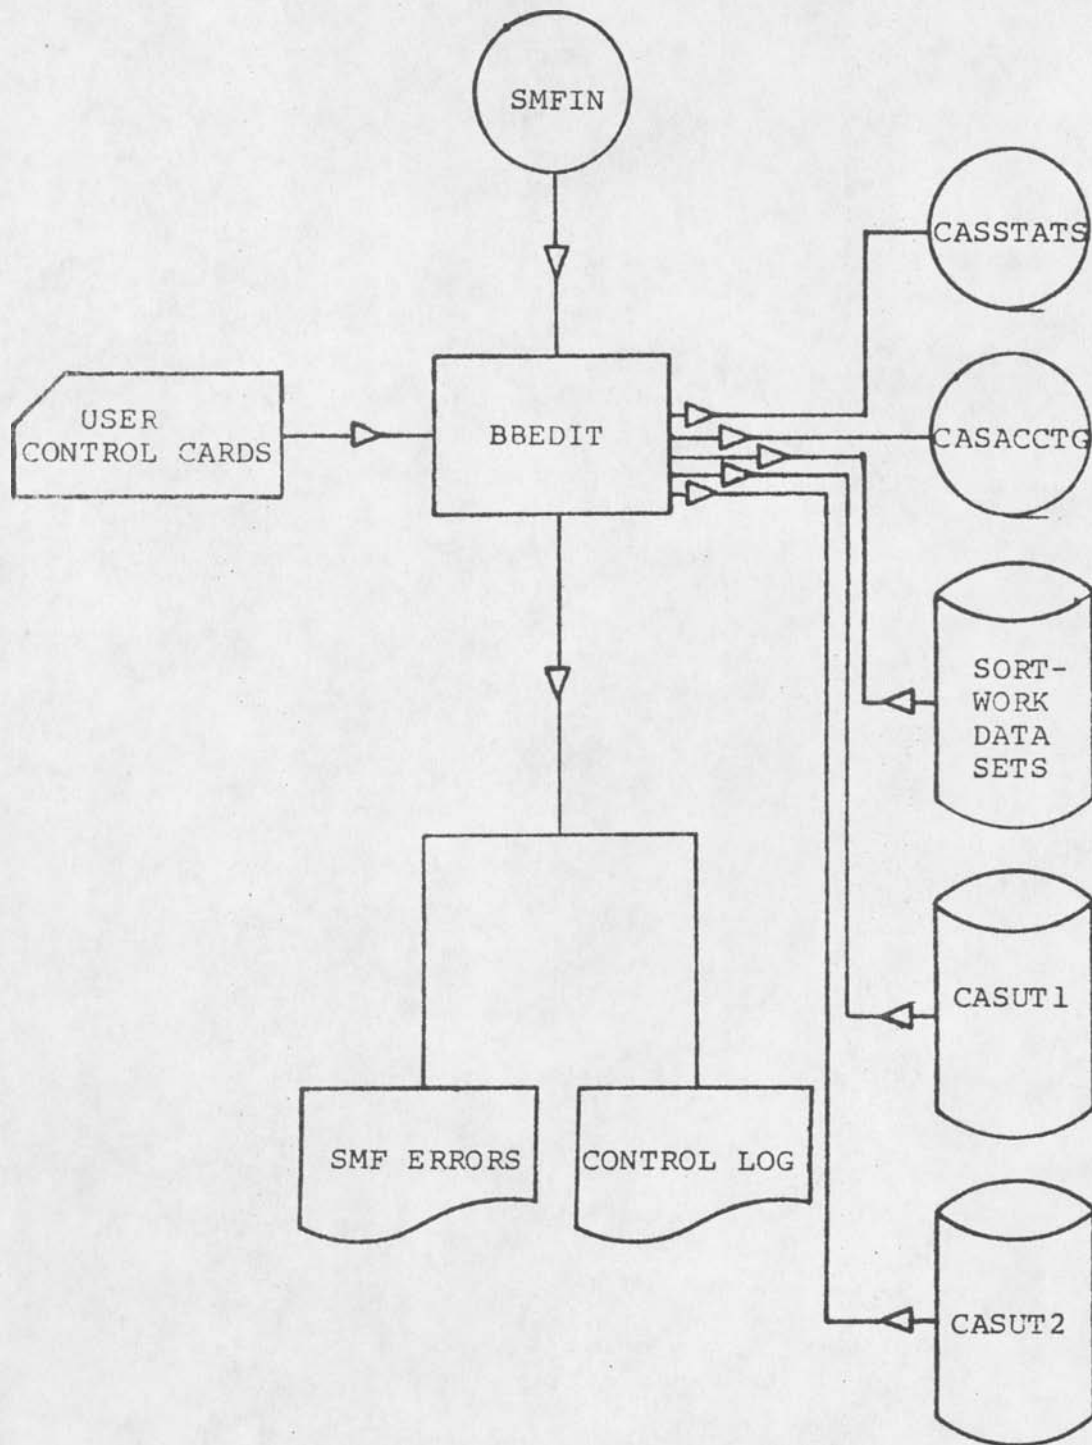 SMFIN
CASSTATS
USER
CONTROL CARDS
BBEDIT
CASACCTG
SORT-
WORK
DATA
SETS
CASUT1
SMF ERRORS
CONTROL LOG
CASUT2